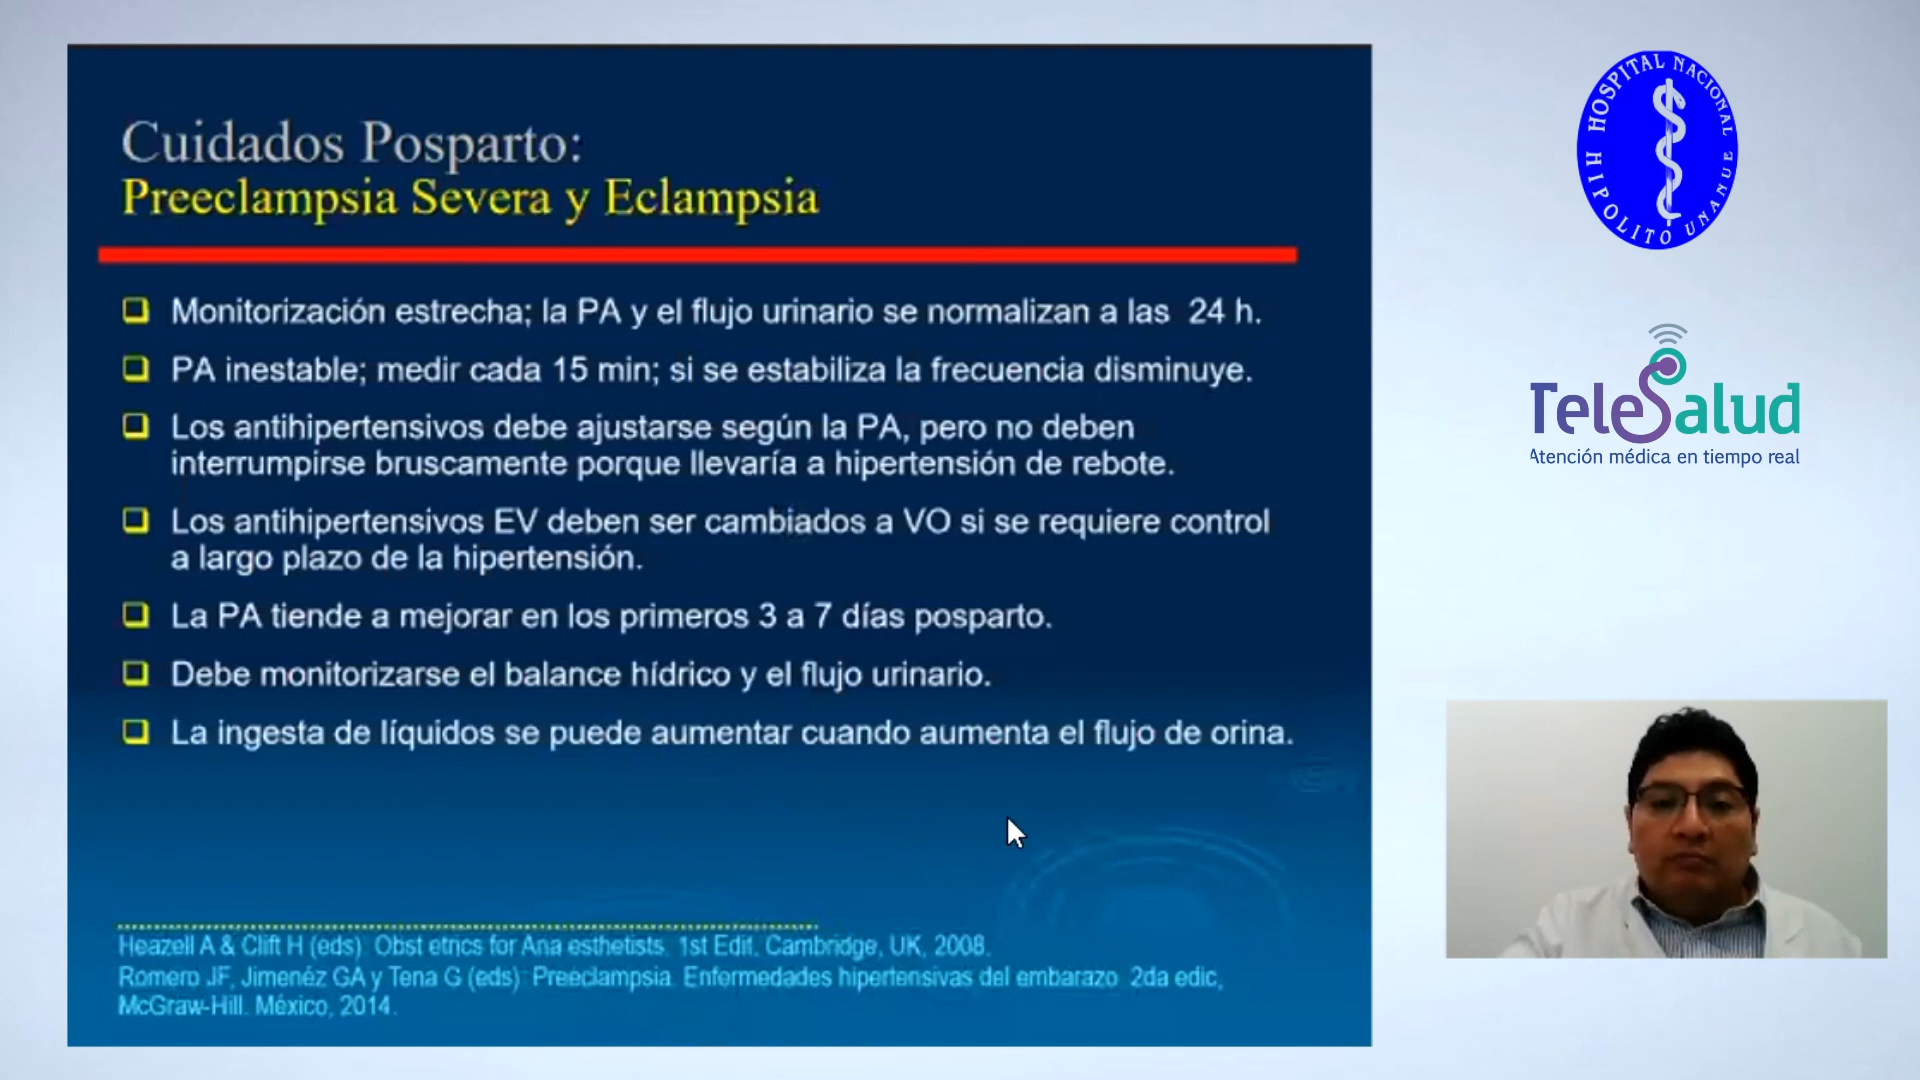 Cuidados Posparto:
Preeclampsia Severa y Eclampsia
Monitorización estrecha; la PA y el flujo urinario se normalizan a las 24 h.
PA inestable; medir cada 15 min; si se estabiliza la frecuencia disminuye.
Los antihipertensivos debe ajustarse según la PA, pero no deben
interrumpirse bruscamente porque llevaría a hipertensión de rebote.
Los antihipertensivos EV deben ser cambiados a VO si se requiere control
a largo plazo de la hipertensión.
La PA tiende a mejorar en los primeros 3 a 7 días posparto.
Debe monitorizarse el balance hídrico y el flujo urinario.
La ingesta de líquidos se puede aumentar cuando aumenta el flujo de orina.
Heazell A & Clift H (eds). Obst etrics for Ana esthetists. 1st Edit. Cambridge, UK, 2008.
Romero JF, Jimenéz GA y Tena G (eds). Preeclampsia. Enfermedades hipertensivas del embarazo. 2da edic,
McGraw-Hill. México, 2014.
HOSPITAL NACIONAL
HIPOLITO UNANUE
TeleSalud
Atención médica en tiempo real